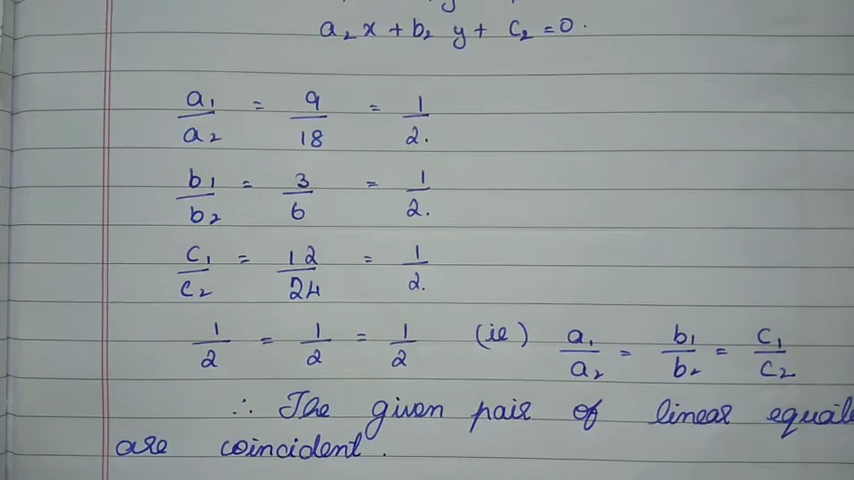 a₂x + b₂ y + c₂ = 0.
a₁/a₂ = 9/18 = 1/2.
b₁/b₂ = 3/6 = 1/2.
c₁/c₂ = 12/24 = 1/2.
1/2 = 1/2 = 1/2 (ie) a₁/a₂ = b₁/b₂ = c₁/c₂
∴ The given pair of linear
are coincident.